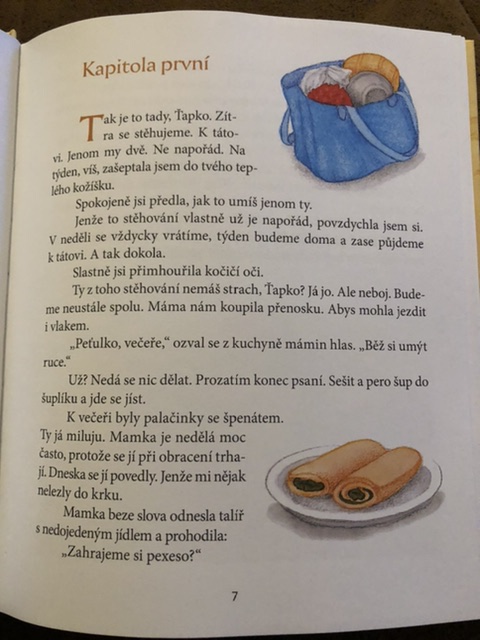 Kapitola první
Tak je to tady, Ťapko. Zít-
ra se stěhujeme. K táto-
vi. Jenom my dvě. Ne napořád. Na
týden, víš, zašeptala jsem do tvého tep-
lého kožíšku.
Spokojeně jsi předla, jak to umíš jenom ty.
Jenže to stěhování vlastně už je napořád, povzdychla jsem si.
V neděli se vždycky vrátíme, týden budeme doma a zase půjdeme
k tátovi. A tak dokola.
Slastně jsi přimhouřila kočičí oči.
Ty z toho stěhování nemáš strach, Ťapko? Já jo. Ale neboj. Bude-
me neustále spolu. Máma nám koupila přenosku. Abys mohla jezdit
i vlakem.
„Peťulko, večeře,“ ozval se z kuchyně mámin hlas. „Běž si umýt
ruce.“
Už? Nedá se nic dělat. Prozatím konec psaní. Sešit a pero šup do
šuplíku a jde se jíst.
K večeři byly palačinky se špenátem.
Ty já miluju. Mamka je nedělá moc
často, protože se jí při obracení trha-
jí. Dneska se jí povedly. Jenže mi nějak
nelezly do krku.
Mamka beze slova odnesla talíř
s nedojedeným jídlem a prohodila:
„Zahrajeme si pexeso?“
7